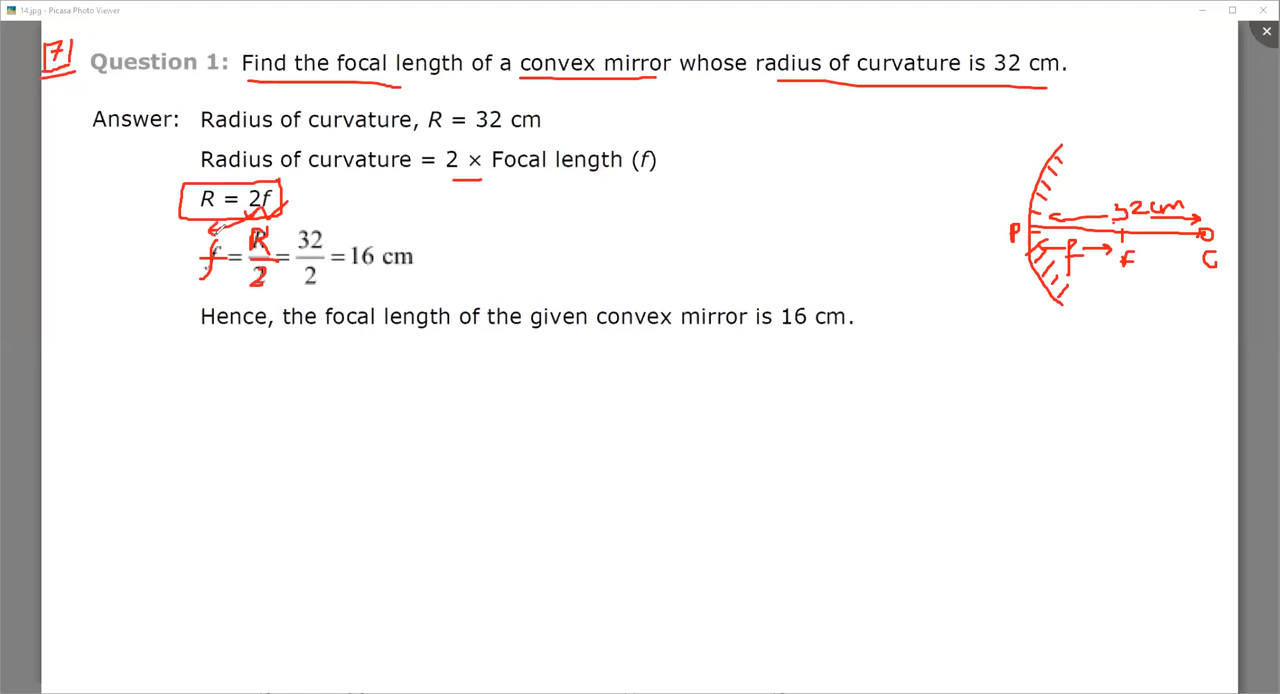 14.jpg - Picasa Photo Viewer
7 Question 1: Find the focal length of a convex mirror whose radius of curvature is 32 cm.
Answer: Radius of curvature, R = 32 cm
Radius of curvature = 2 × Focal length (f)
R = 2f
f = R/2 = 32/2 = 16 cm
Hence, the focal length of the given convex mirror is 16 cm.
32cm
P
f
F
C